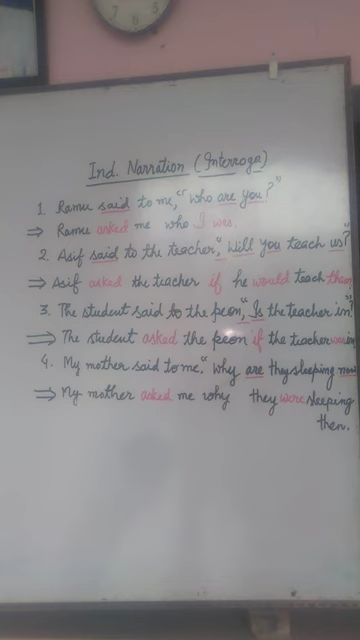 Ind. Narration (Interroga)
1. Ramu said to me, "who are you?"
⇒ Ramu asked me who I was.
2. Asif said to the teacher, "Will you teach us?"
⇒ Asif asked the teacher if he would teach them
3. The student said to the peon, "Is the teacher in?"
⇒ The student asked the peon if the teacher was in
4. My mother said to me, "Why are they sleeping now
⇒ My mother asked me why they were sleeping
then.